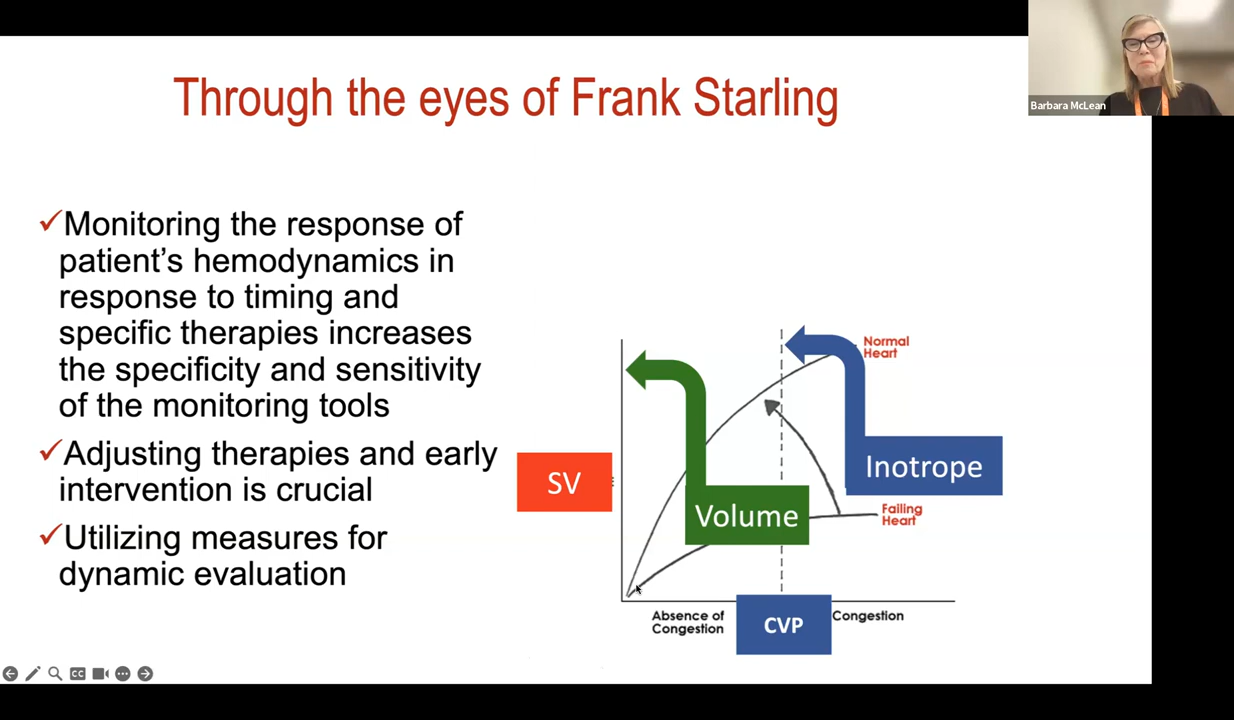 Through the eyes of Frank Starling
Barbara McLean
✓Monitoring the response of
patient's hemodynamics in
response to timing and
specific therapies increases
the specificity and sensitivity
of the monitoring tools
✓Adjusting therapies and early
intervention is crucial
✓Utilizing measures for
dynamic evaluation
Normal
Heart
Inotrope
SV
Volume
Failing
Heart
Absence of
Congestion
CVP
Congestion
CC